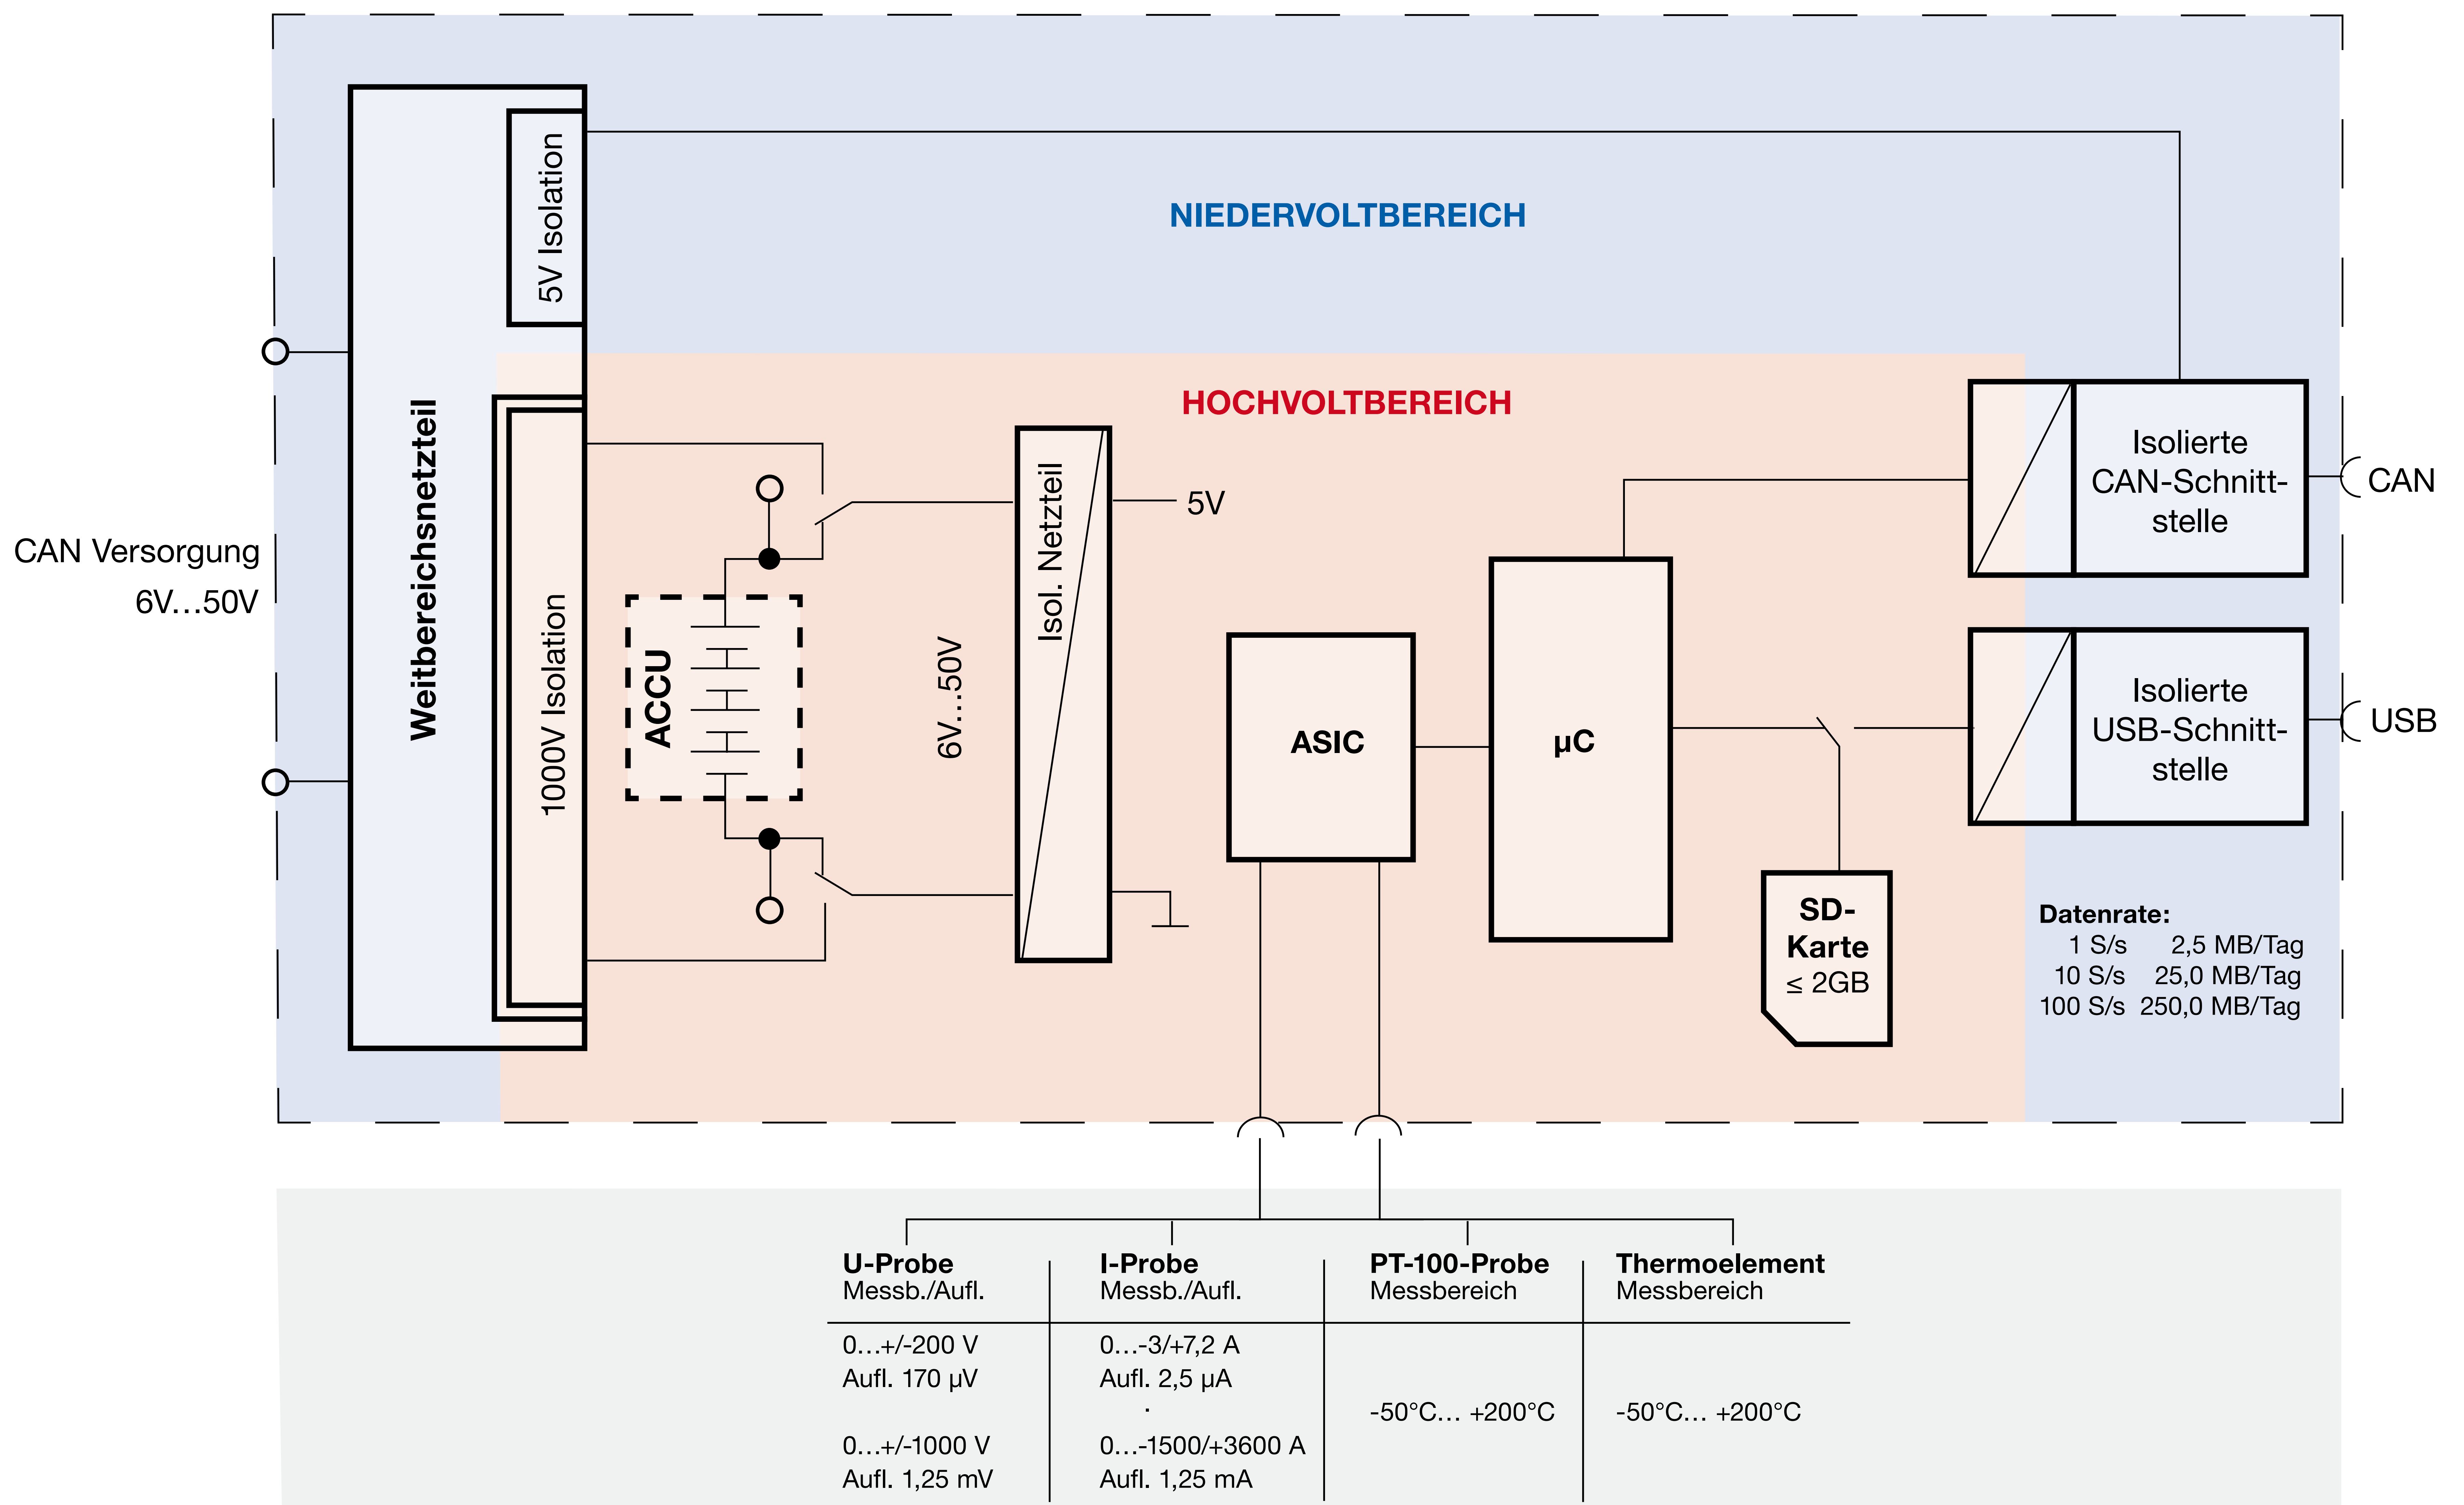 NIEDERVOLTBEREICH
HOCHVOLTBEREICH
CAN Versorgung
6V...50V
Weitbereichsnetzteil
5V Isolation
1000V Isolation
ACCU
6V...50V
Isol. Netzteil
5V
ASIC
µC
Isolierte
CAN-Schnitt-
stelle
CAN
Isolierte
USB-Schnitt-
stelle
USB
SD-
Karte
≤ 2GB
Datenrate:
1 S/s 2,5 MB/Tag
10 S/s 25,0 MB/Tag
100 S/s 250,0 MB/Tag
U-Probe
Messb./Aufl.
0...+/-200 V
Aufl. 170 µV
0...+/-1000 V
Aufl. 1,25 mV
I-Probe
Messb./Aufl.
0...-3/+7,2 A
Aufl. 2,5 µA
.
0...-1500/+3600 A
Aufl. 1,25 mA
PT-100-Probe
Messbereich
-50°C... +200°C
Thermoelement
Messbereich
-50°C... +200°C